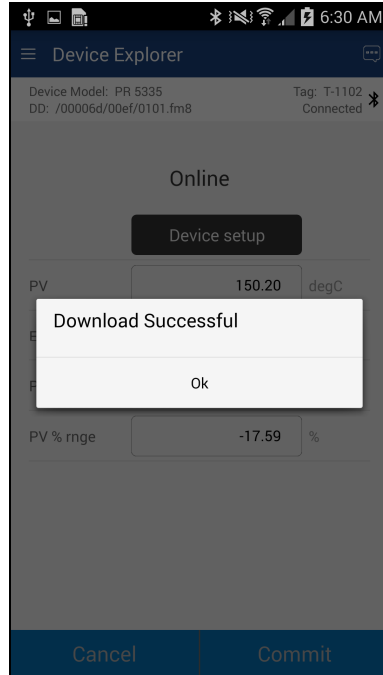 6:30 AM
Device Explorer
Device Model: PR 5335
Tag: T-1102
DD: /00006d/00ef/0101.fm8
Connected
Online
Device setup
PV
150.20
degC
Download Successful
Ok
PV % rnge
-17.59
%
Cancel
Commit